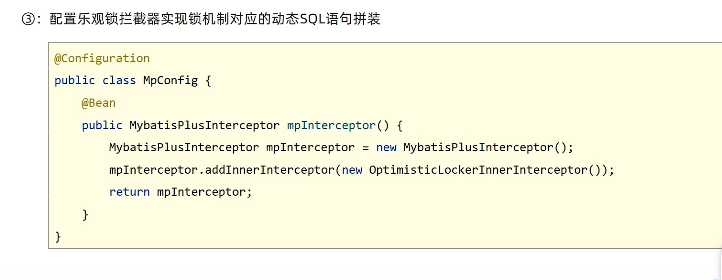 ③：配置乐观锁拦截器实现锁机制对应的动态SQL语句拼装
@Configuration
public class MpConfig {
    @Bean
    public MybatisPlusInterceptor mpInterceptor() {
        MybatisPlusInterceptor mpInterceptor = new MybatisPlusInterceptor();
        mpInterceptor.addInnerInterceptor(new OptimisticLockerInnerInterceptor());
        return mpInterceptor;
    }
}